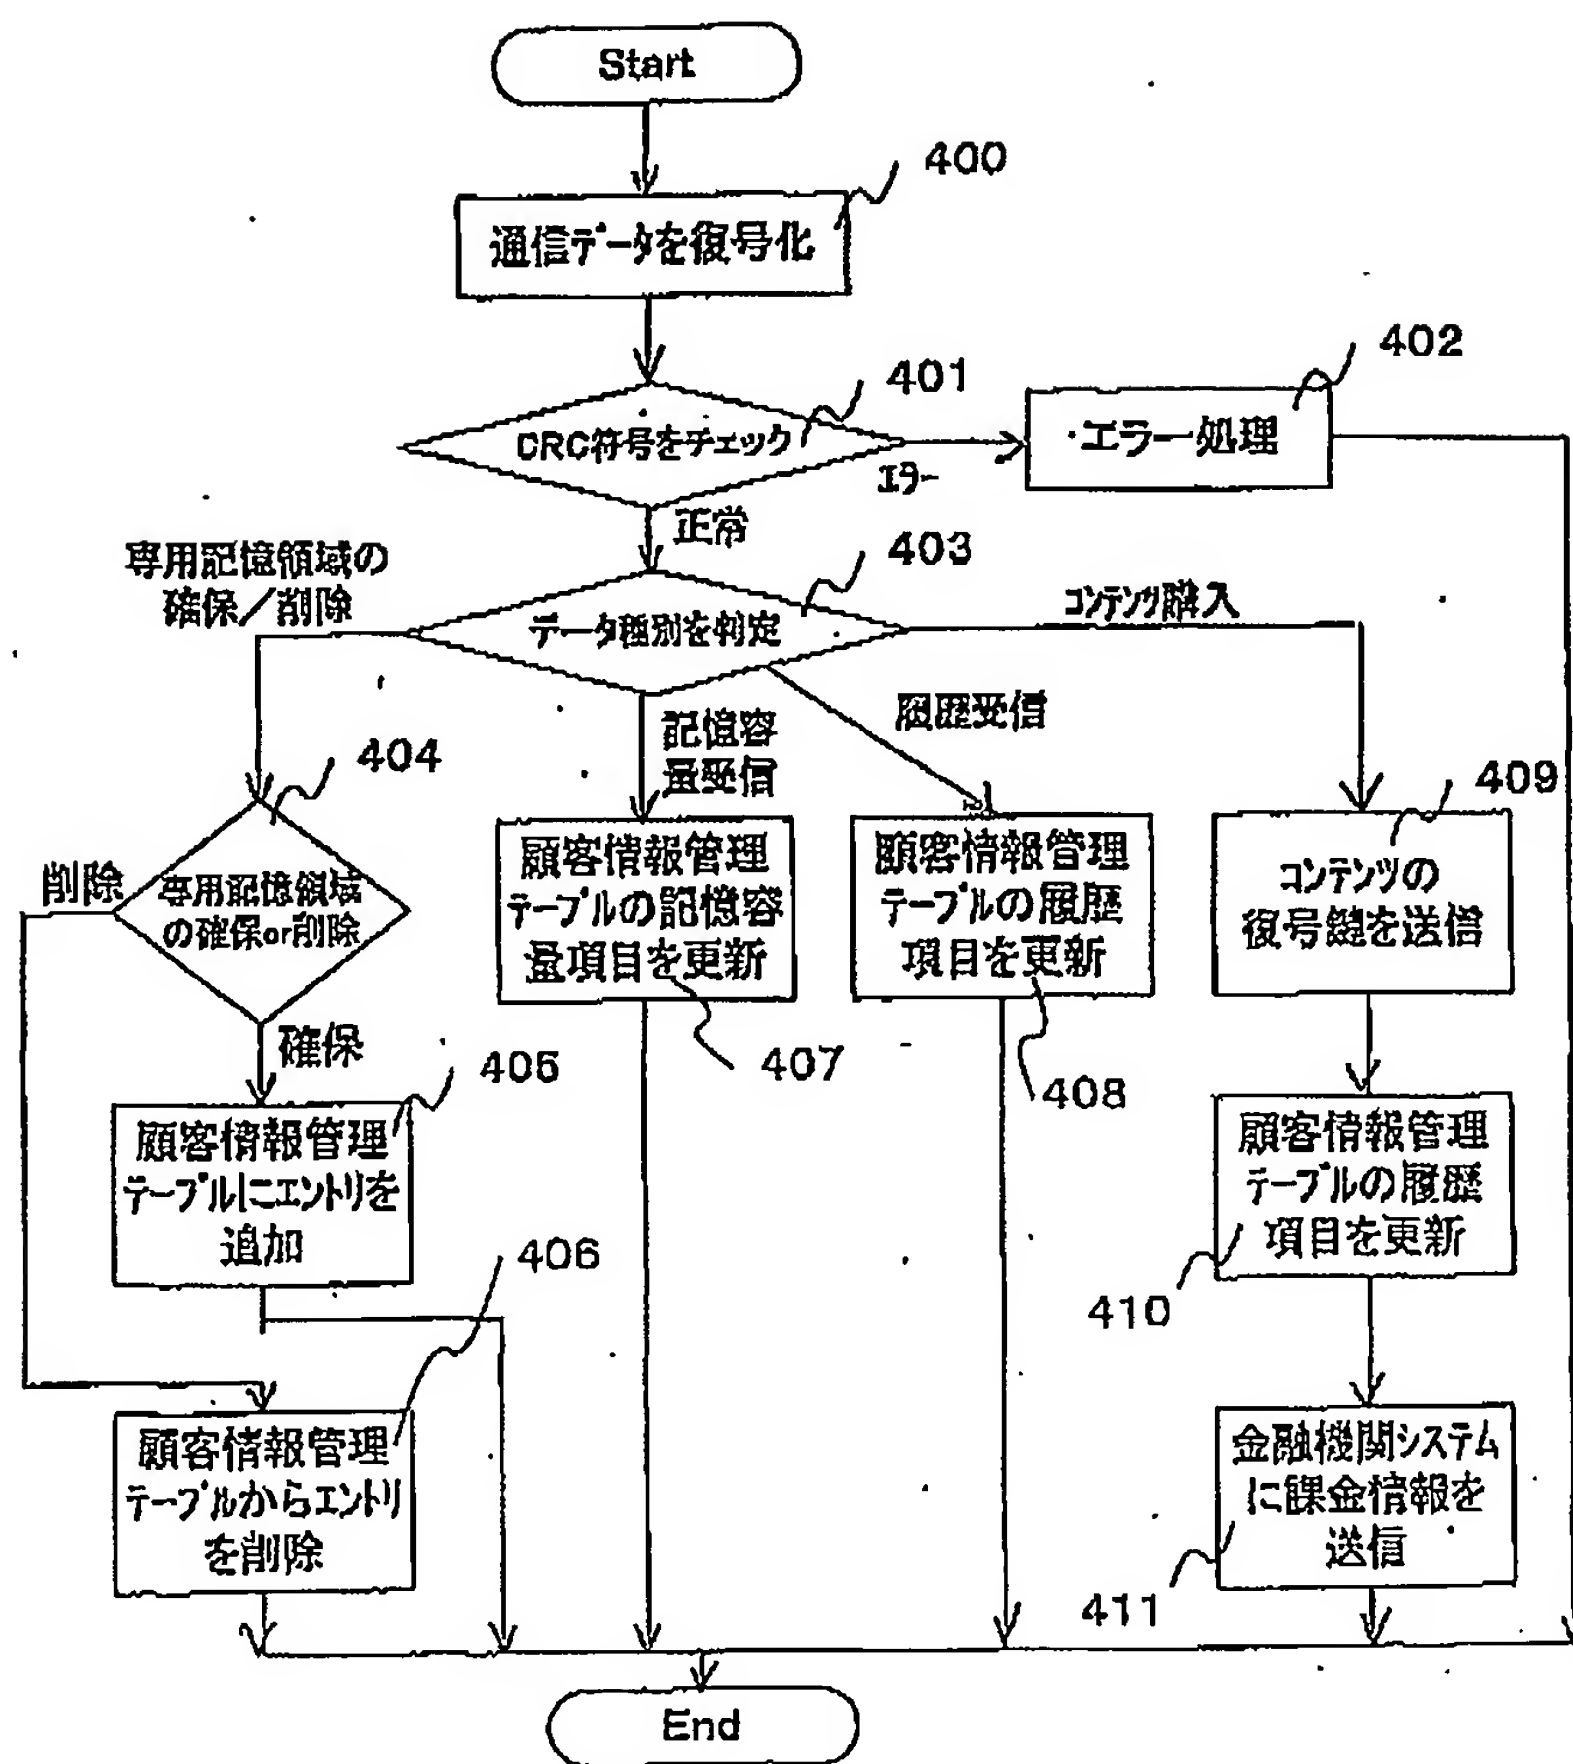 Start
400
通信データを復号化
401
402
CRC符号をチェック
エラー処理
エラー
正常
403
専用記憶領域の
確保/削除
データ種別を判定
コンテンツ購入
履歴受信
記憶容
量受信
404
409
削除
専用記憶領域
の確保or削除
顧客情報管理
テーブルの記憶容
量項目を更新
顧客情報管理
テーブルの履歴
項目を更新
コンテンツの
復号鍵を送信
確保
405
407
408
顧客情報管理
テーブルにエントリを
追加
顧客情報管理
テーブルの履歴
項目を更新
406
410
顧客情報管理
テーブルからエントリ
を削除
金融機関システム
に課金情報を
送信
411
End